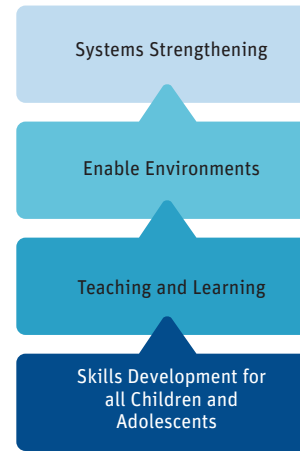 Systems Strengthening
Enable Environments
Teaching and Learning
Skills Development for
all Children and
Adolescents